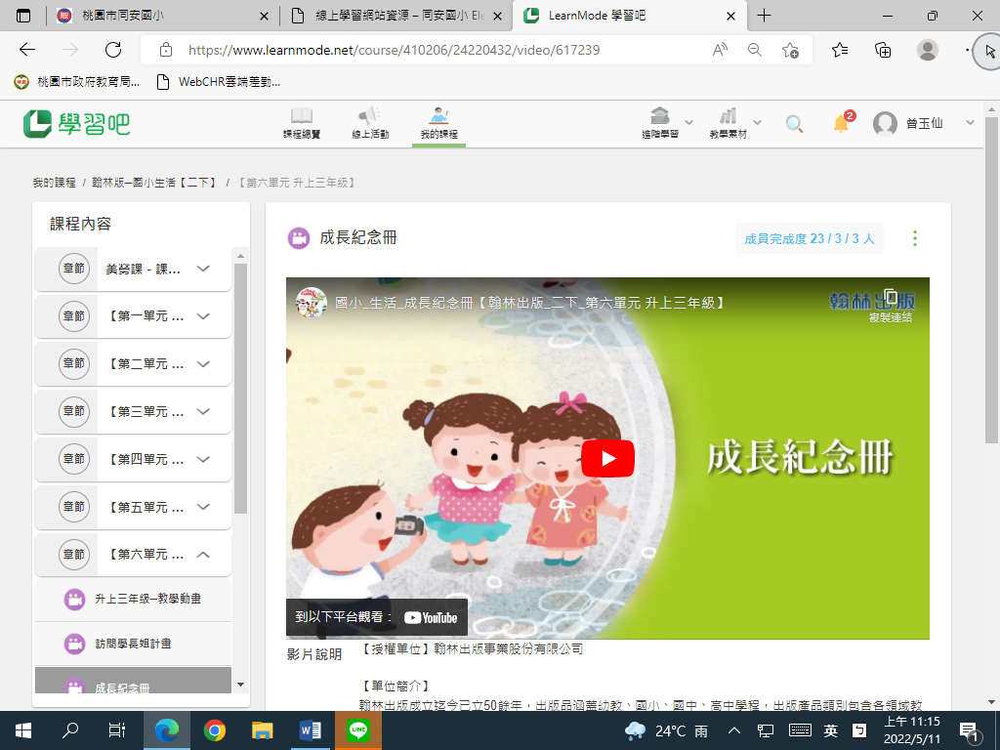 桃園市同安國小
線上學習網站資源 – 同安國小 Ele
LearnMode 學習吧
https://www.learnmode.net/course/410206/24220432/video/617239
桃園市政府教育局...
WebCHR雲端差勤...
學習吧
課程總覽
線上活動
我的課程
進階學習
教學素材
2
曾玉仙
我的課程 / 翰林版─國小生活【二下】 / 【第六單元 升上三年級】
課程內容
章節 美勞課 - 課...
章節 【第一單元 ...
章節 【第二單元 ...
章節 【第三單元 ...
章節 【第四單元 ...
章節 【第五單元 ...
章節 【第六單元 ...
升上三年級─教學動畫
訪問學長姐計畫
成長紀念冊
成長紀念冊
成員完成度 23 / 3 / 3 人
國小_生活_成長紀念冊【翰林出版_二下_第六單元 升上三年級】
翰林出版
複製連結
成長紀念冊
到以下平台觀看： YouTube
影片說明
【授權單位】翰林出版事業股份有限公司
【單位簡介】
翰林出版成立迄今已立50餘年，出版品涵蓋幼教、國小、國中、高中學程，出版產品類別包含各領域教
24°C 雨
英
上午 11:15
2022/5/11
1